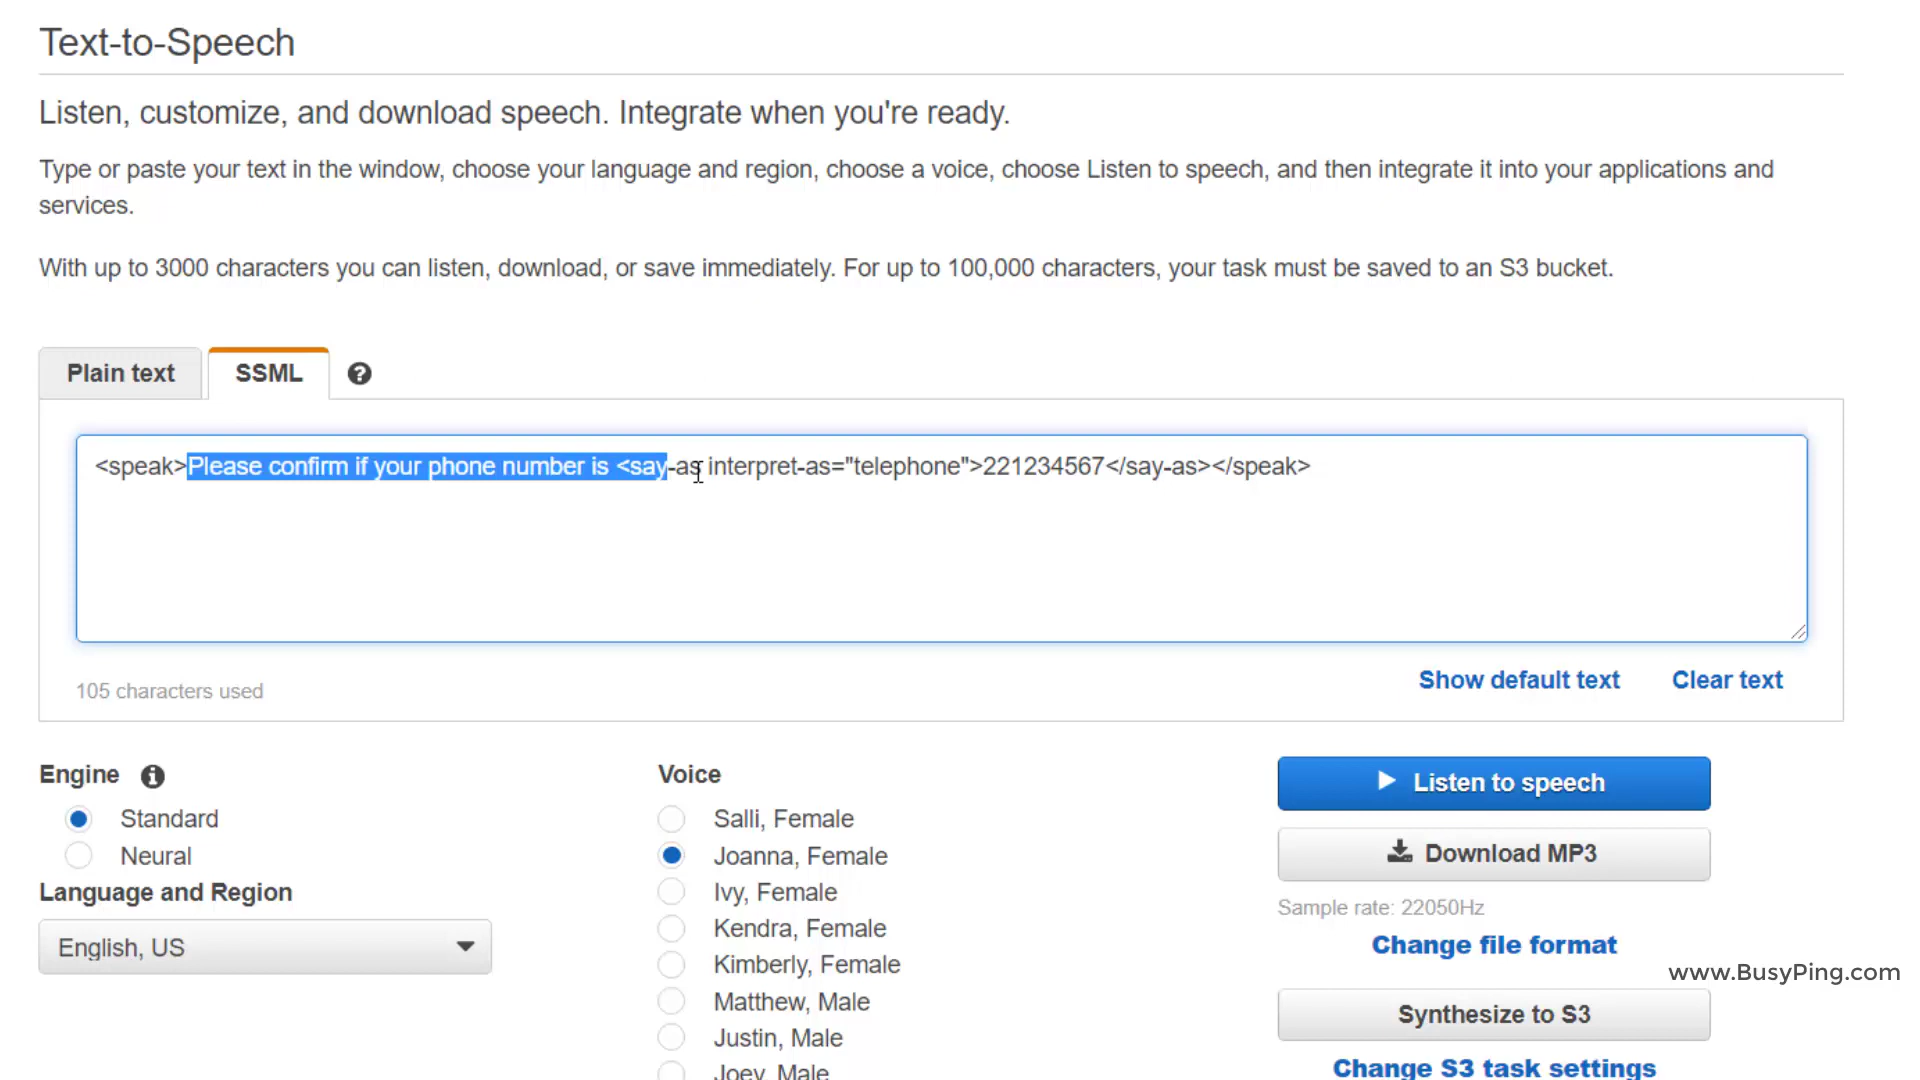 Text-to-Speech
Listen, customize, and download speech. Integrate when you're ready.
Type or paste your text in the window, choose your language and region, choose a voice, choose Listen to speech, and then integrate it into your applications and
services.
With up to 3000 characters you can listen, download, or save immediately. For up to 100,000 characters, your task must be saved to an S3 bucket.
Plain text
SSML
<speak>Please confirm if your phone number is <say-as interpret-as="telephone">221234567</say-as></speak>
105 characters used
Show default text
Clear text
Engine
Standard
Neural
Language and Region
English, US
Voice
Salli, Female
Joanna, Female
Ivy, Female
Kendra, Female
Kimberly, Female
Matthew, Male
Justin, Male
Joey, Male
Listen to speech
Download MP3
Sample rate: 22050Hz
Change file format
www.BusyPing.com
Synthesize to S3
Change S3 task settings